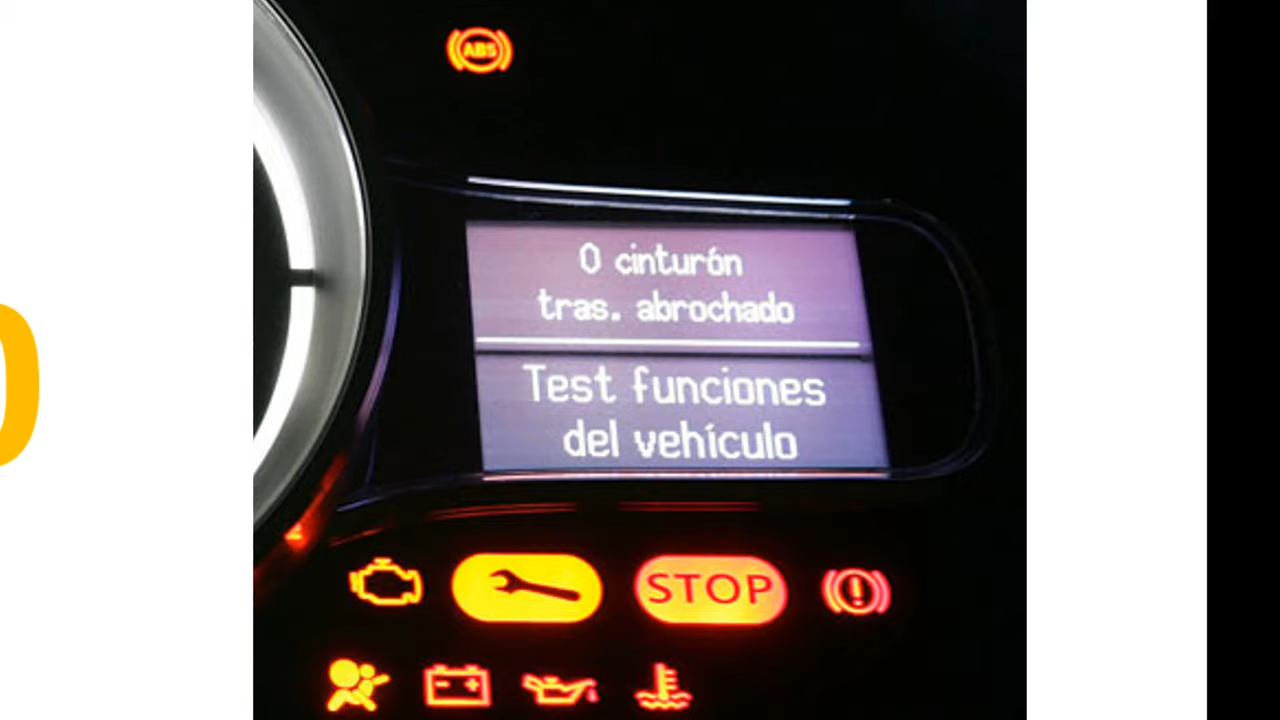 ABS
0 cinturón
tras. abrochado
Test funciones
del vehículo
STOP